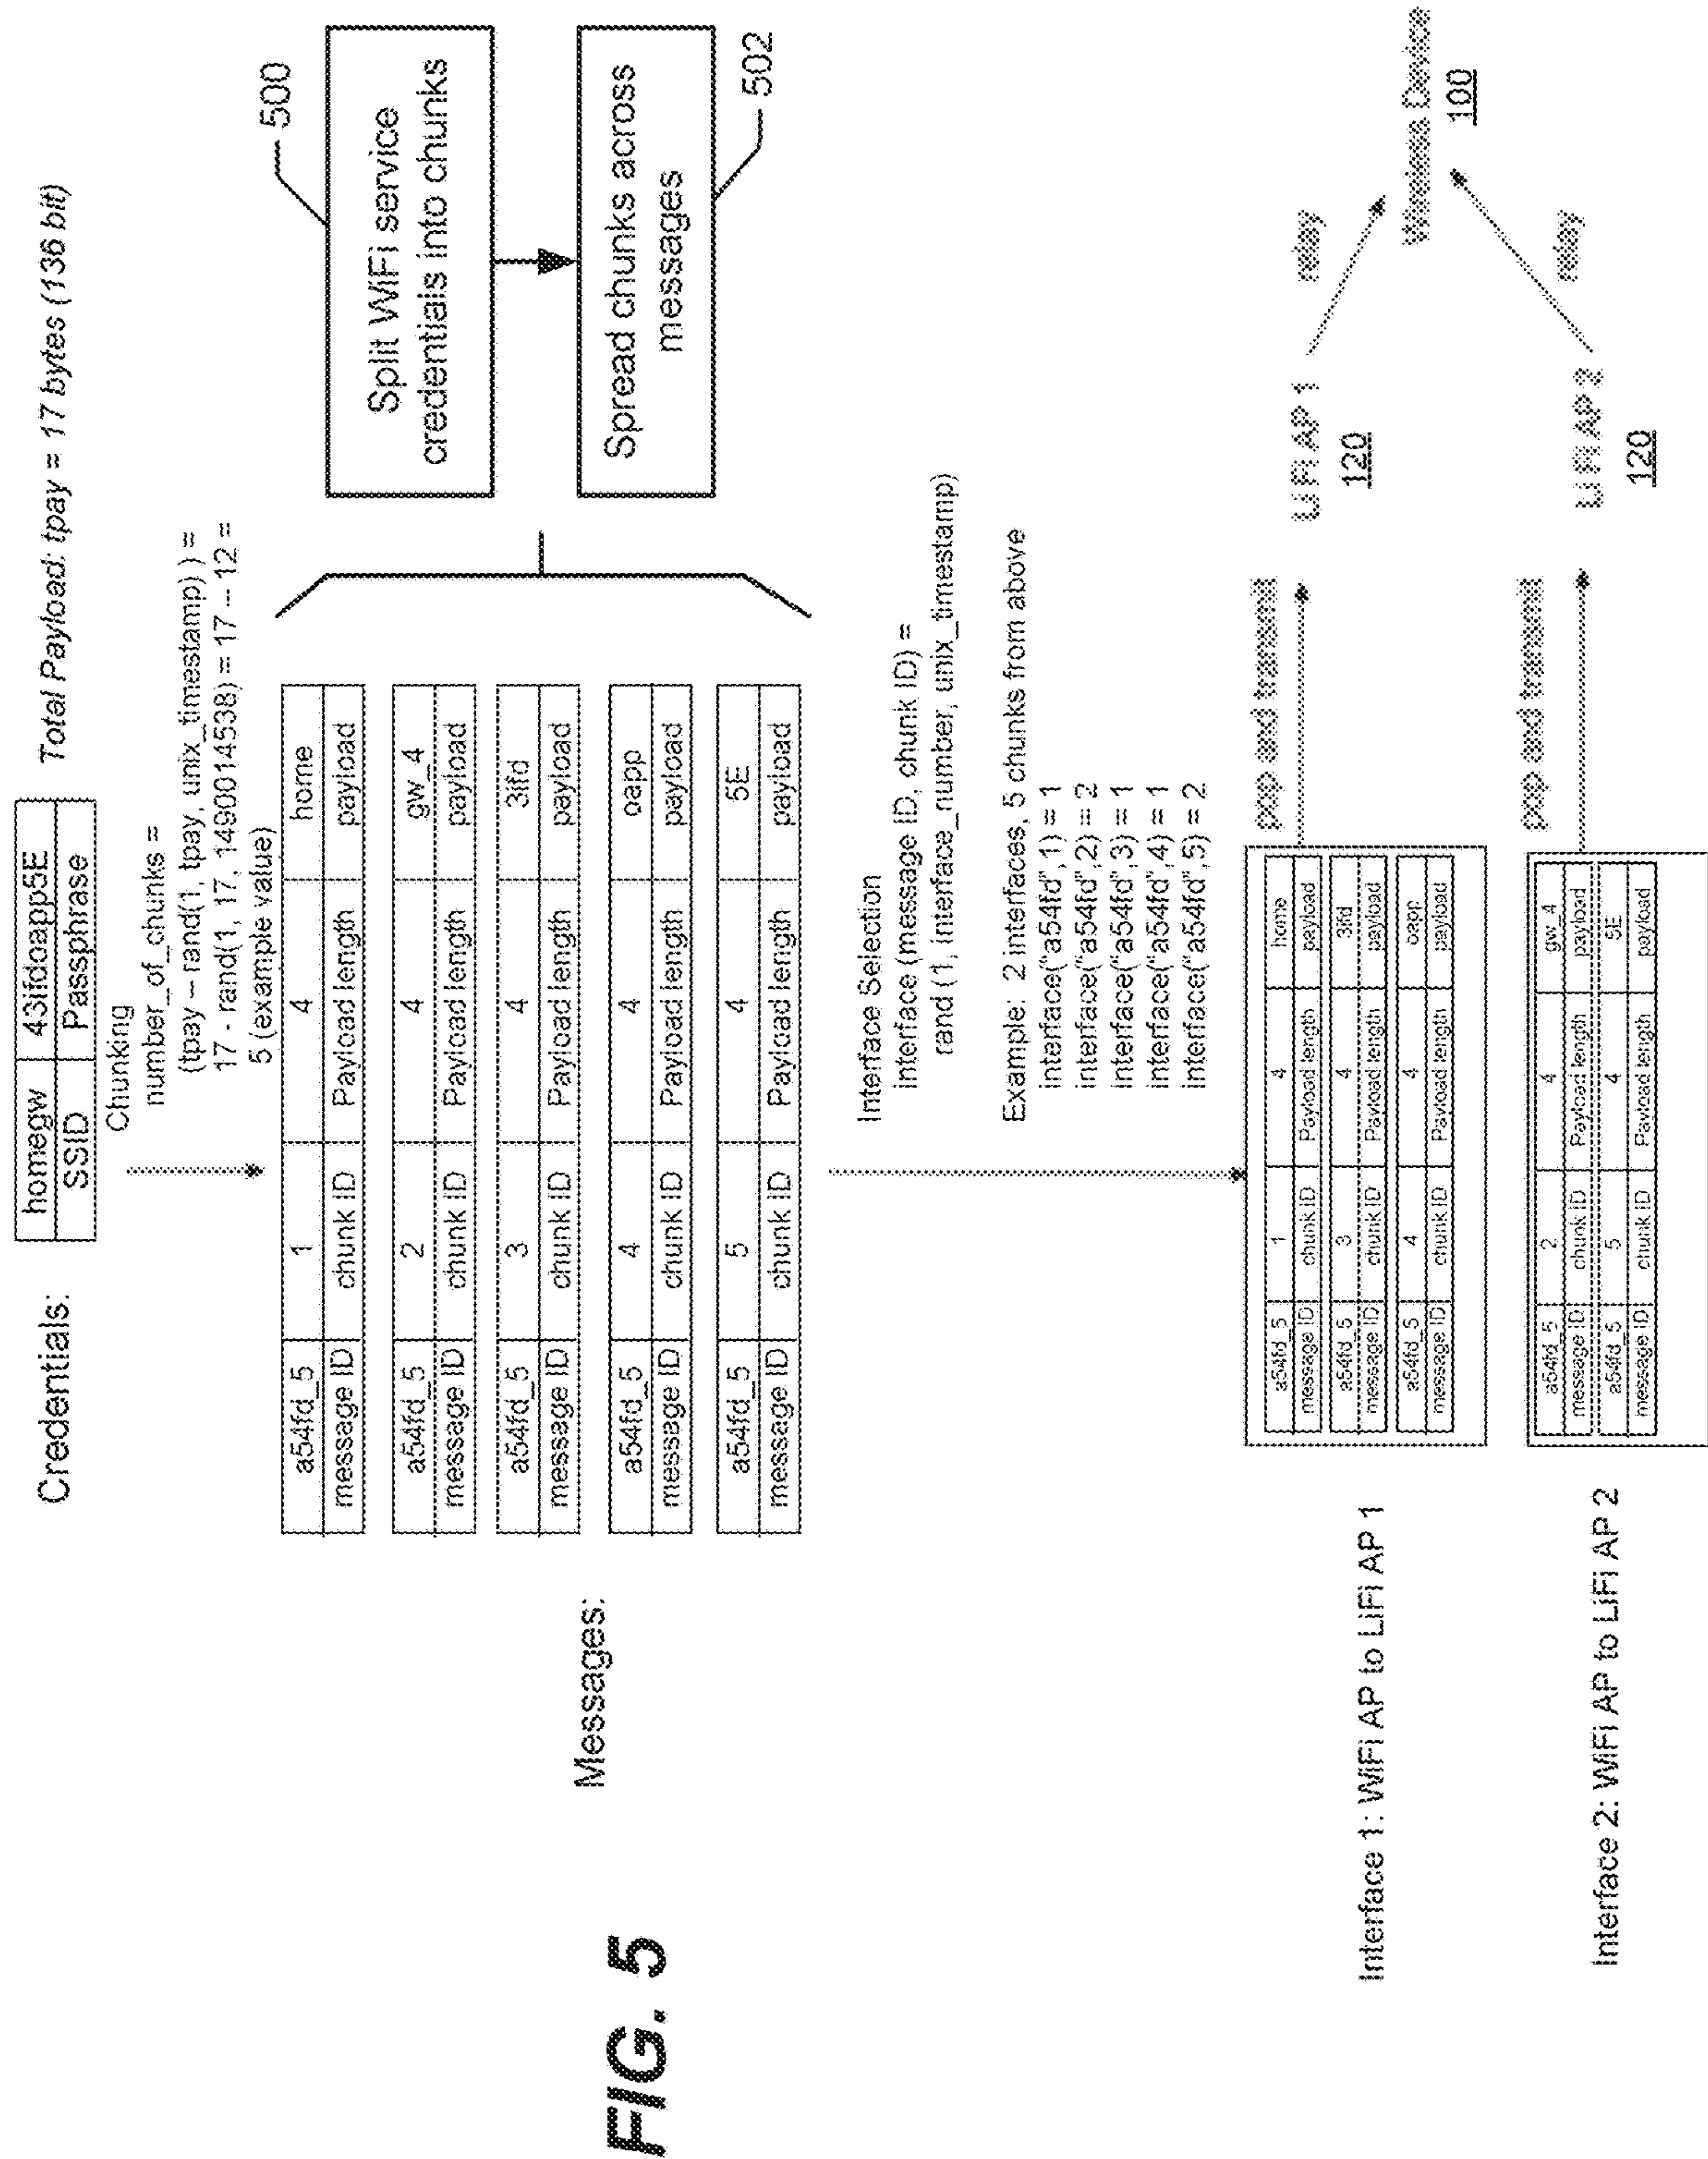 Credentials:
homegw 43ifdoapp5E
SSID Passphrase
Total Payload: tpay = 17 bytes (136 bit)
Chunking
number_of_chunks =
(tpay – rand(1, tpay, unix_timestamp) ) =
17 - rand(1, 17, 1490014538) = 17 – 12 =
5 (example value)
Messages:
a54fd_5 1 4 home
message ID chunk ID Payload length payload
a54fd_5 2 4 gw_4
message ID chunk ID Payload length payload
a54fd_5 3 4 3ifd
message ID chunk ID Payload length payload
a54fd_5 4 4 oapp
message ID chunk ID Payload length payload
a54fd_5 5 4 5E
message ID chunk ID Payload length payload
500
Split WiFi service
credentials into chunks
Spread chunks across
messages
502
Interface Selection
interface (message ID, chunk ID) =
rand (1, interface_number, unix_timestamp)
Example: 2 interfaces, 5 chunks from above
interface("a54fd",1) = 1
interface("a54fd",2) = 2
interface("a54fd",3) = 1
interface("a54fd",4) = 1
interface("a54fd",5) = 2
Interface 1: WiFi AP to LiFi AP 1
a54fd_5 1 4 home
message ID chunk ID Payload length payload
a54fd_5 3 4 3ifd
message ID chunk ID Payload length payload
a54fd_5 4 4 oapp
message ID chunk ID Payload length payload
pop and transmit
LiFi AP 1
120
relay
Interface 2: WiFi AP to LiFi AP 2
a54fd_5 2 4 gw_4
message ID chunk ID Payload length payload
a54fd_5 5 4 5E
message ID chunk ID Payload length payload
pop and transmit
LiFi AP 2
120
relay
Wireless Device
100
FIG. 5